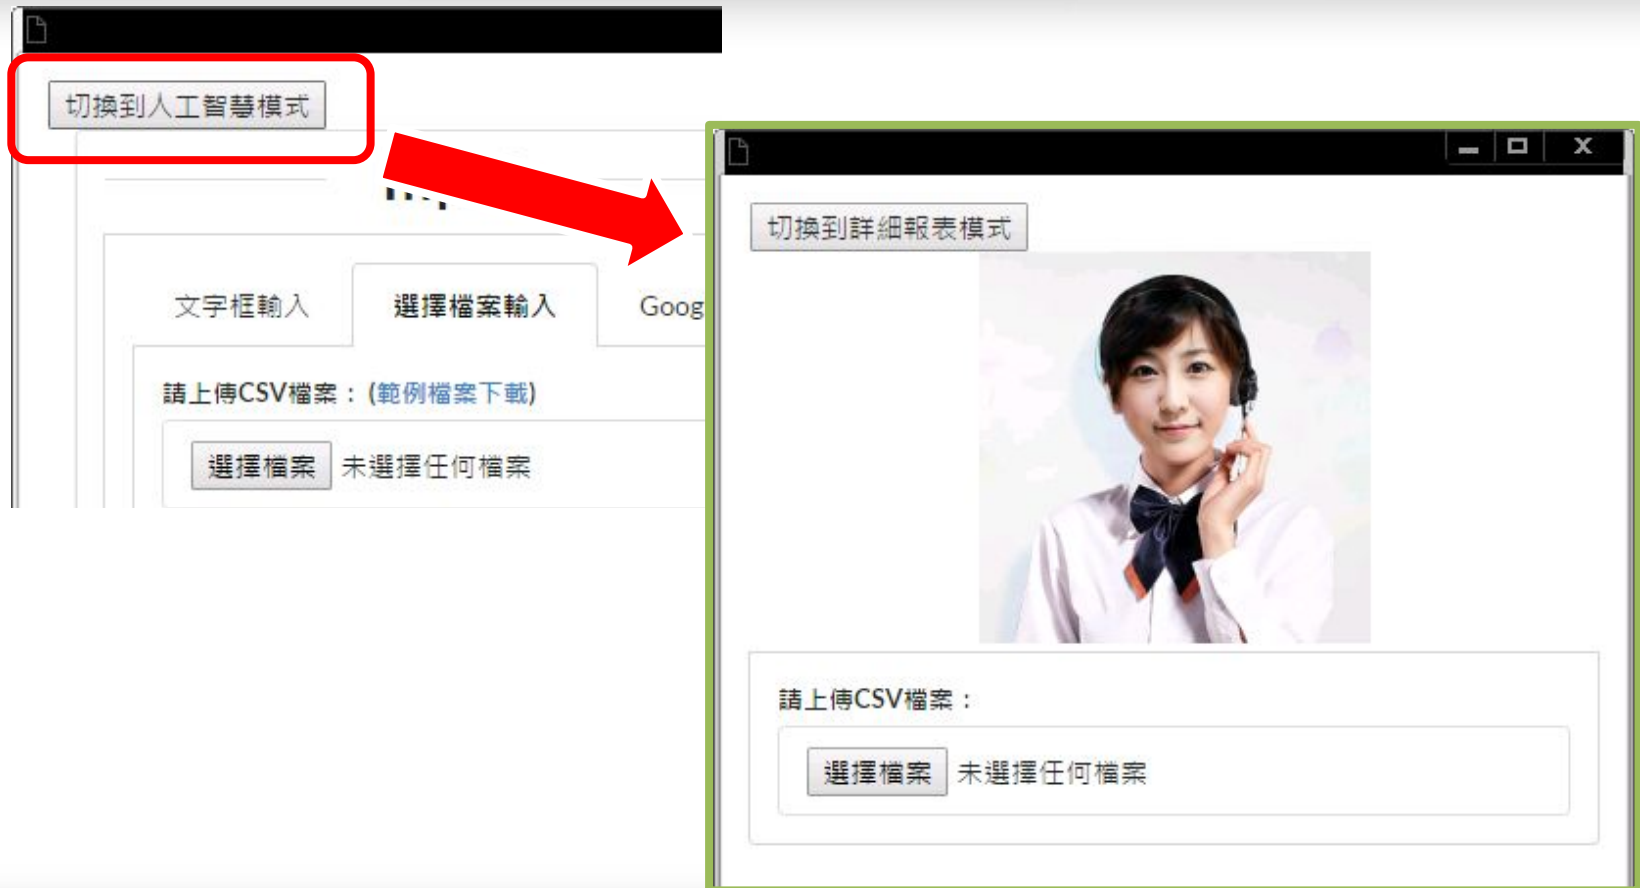 切換到人工智慧模式
文字框輸入
選擇檔案輸入
Goog
請上傳CSV檔案： (範例檔案下載)
選擇檔案 未選擇任何檔案
切換到詳細報表模式
請上傳CSV檔案：
選擇檔案 未選擇任何檔案